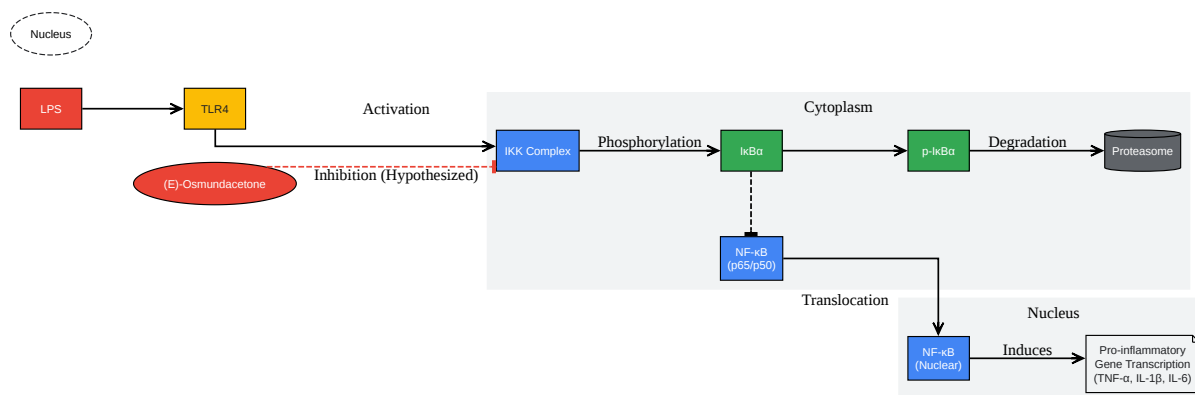 Nucleus
LPS
TLR4
Activation
Cytoplasm
IKK Complex
Phosphorylation
IκBα
p-IκBα
Degradation
Proteasome
(E)-Osmundacetone
Inhibition (Hypothesized)
NF-κB
(p65/p50)
Translocation
Nucleus
NF-κB
(Nuclear)
Induces
Pro-inflammatory
Gene Transcription
(TNF-α, IL-1β, IL-6)